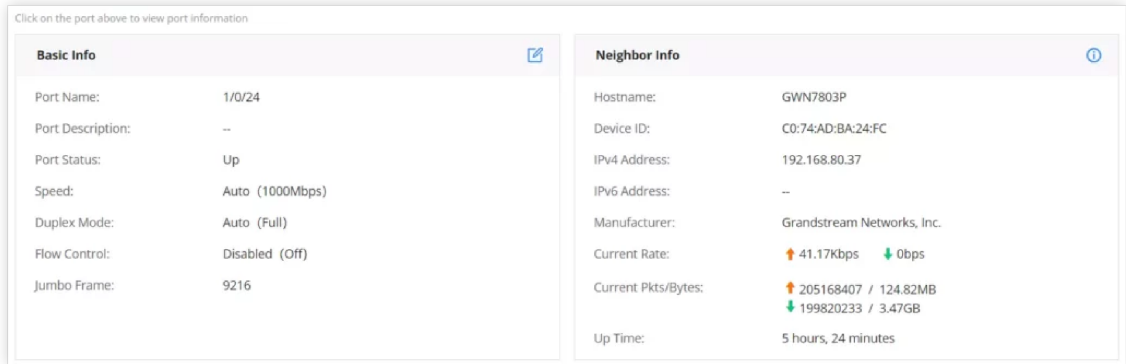 Click on the port above to view port information
Basic Info
Port Name: 1/0/24
Port Description: --
Port Status: Up
Speed: Auto (1000Mbps)
Duplex Mode: Auto (Full)
Flow Control: Disabled (Off)
Jumbo Frame: 9216
Neighbor Info
Hostname: GWN7803P
Device ID: C0:74:AD:BA:24:FC
IPv4 Address: 192.168.80.37
IPv6 Address: --
Manufacturer: Grandstream Networks, Inc.
Current Rate: 41.17Kbps 0bps
Current Pkts/Bytes: 205168407 / 124.82MB
199820233 / 3.47GB
Up Time: 5 hours, 24 minutes